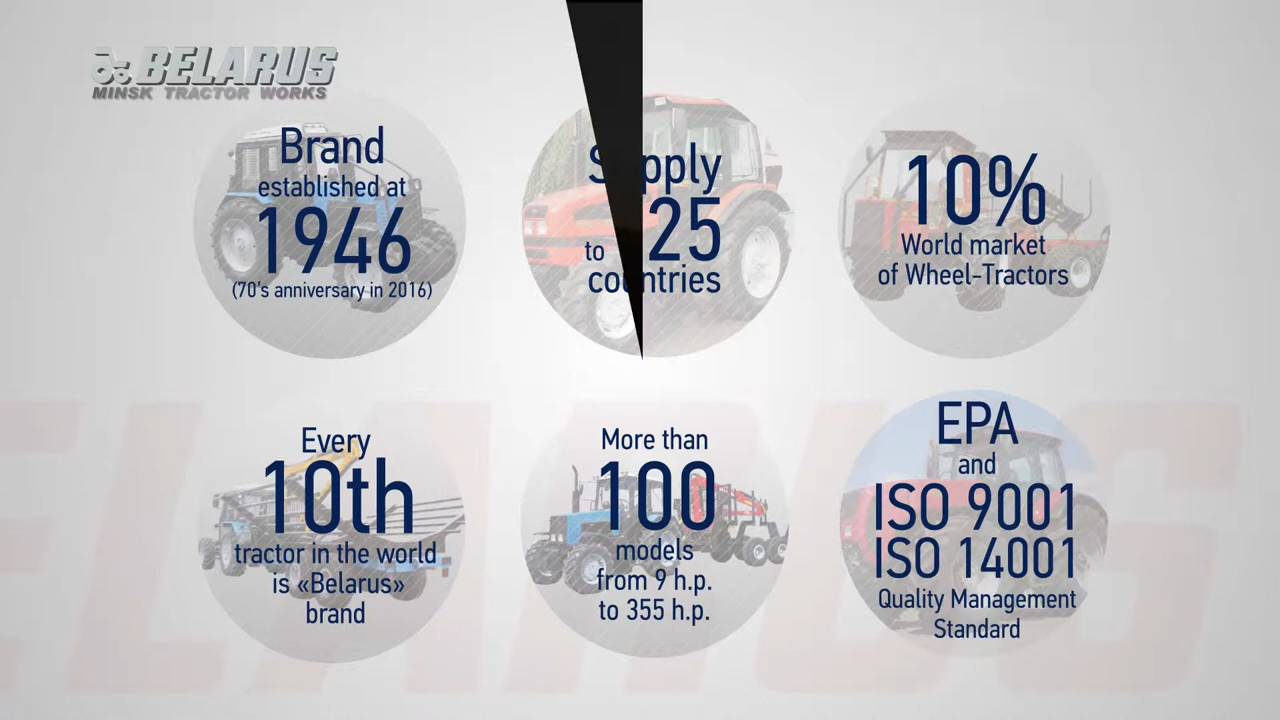 BELARUS
MINSK TRACTOR WORKS
Brand
established at
1946
(70's anniversary in 2016)
Supply
to
countries
10%
World market
of Wheel-Tractors
Every
10th
tractor in the world
is «Belarus»
brand
More than
100
models
from 9 h.p.
to 355 h.p.
EPA
and
ISO 9001
ISO 14001
Quality Management
Standard